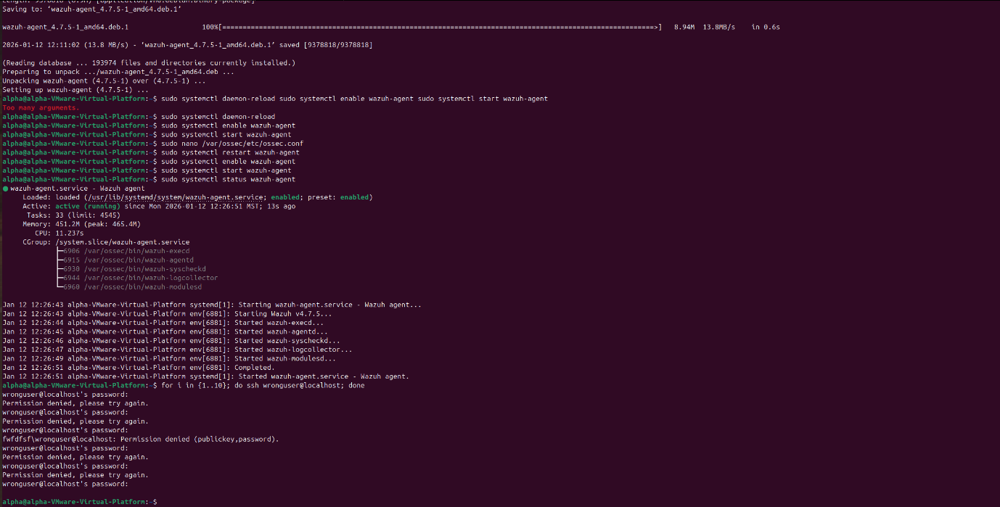 Saving to: ‘wazuh-agent_4.7.5-1_amd64.deb.1’
wazuh-agent_4.7.5-1_amd64.deb.1 100%[=====================================================================================================>] 8.94M 13.8MB/s in 0.6s
2026-01-12 12:11:02 (13.8 MB/s) - ‘wazuh-agent_4.7.5-1_amd64.deb.1’ saved [9378818/9378818]
(Reading database ... 193974 files and directories currently installed.)
Preparing to unpack .../wazuh-agent_4.7.5-1_amd64.deb ...
Unpacking wazuh-agent (4.7.5-1) over (4.7.5-1) ...
Setting up wazuh-agent (4.7.5-1) ...
alpha@alpha-VMware-Virtual-Platform:~$ sudo systemctl daemon-reload sudo systemctl enable wazuh-agent sudo systemctl start wazuh-agent
Too many arguments.
alpha@alpha-VMware-Virtual-Platform:~$ sudo systemctl daemon-reload
alpha@alpha-VMware-Virtual-Platform:~$ sudo systemctl enable wazuh-agent
alpha@alpha-VMware-Virtual-Platform:~$ sudo systemctl start wazuh-agent
alpha@alpha-VMware-Virtual-Platform:~$ sudo nano /var/ossec/etc/ossec.conf
alpha@alpha-VMware-Virtual-Platform:~$ sudo systemctl restart wazuh-agent
alpha@alpha-VMware-Virtual-Platform:~$ sudo systemctl enable wazuh-agent
alpha@alpha-VMware-Virtual-Platform:~$ sudo systemctl start wazuh-agent
alpha@alpha-VMware-Virtual-Platform:~$ sudo systemctl status wazuh-agent
● wazuh-agent.service - Wazuh agent
Loaded: loaded (/usr/lib/systemd/system/wazuh-agent.service; enabled; preset: enabled)
Active: active (running) since Mon 2026-01-12 12:26:51 MST; 13s ago
Tasks: 33 (limit: 4545)
Memory: 451.2M (peak: 465.4M)
CPU: 11.237s
CGroup: /system.slice/wazuh-agent.service
├─6906 /var/ossec/bin/wazuh-execd
├─6915 /var/ossec/bin/wazuh-agentd
├─6930 /var/ossec/bin/wazuh-syscheckd
├─6944 /var/ossec/bin/wazuh-logcollector
└─6960 /var/ossec/bin/wazuh-modulesd
Jan 12 12:26:43 alpha-VMware-Virtual-Platform systemd[1]: Starting wazuh-agent.service - Wazuh agent...
Jan 12 12:26:43 alpha-VMware-Virtual-Platform env[6881]: Starting Wazuh v4.7.5...
Jan 12 12:26:44 alpha-VMware-Virtual-Platform env[6881]: Started wazuh-execd...
Jan 12 12:26:45 alpha-VMware-Virtual-Platform env[6881]: Started wazuh-agentd...
Jan 12 12:26:46 alpha-VMware-Virtual-Platform env[6881]: Started wazuh-syscheckd...
Jan 12 12:26:47 alpha-VMware-Virtual-Platform env[6881]: Started wazuh-logcollector...
Jan 12 12:26:49 alpha-VMware-Virtual-Platform env[6881]: Started wazuh-modulesd...
Jan 12 12:26:51 alpha-VMware-Virtual-Platform env[6881]: Completed.
Jan 12 12:26:51 alpha-VMware-Virtual-Platform systemd[1]: Started wazuh-agent.service - Wazuh agent.
alpha@alpha-VMware-Virtual-Platform:~$ for i in {1..10}; do ssh wronguser@localhost; done
wronguser@localhost's password:
Permission denied, please try again.
wronguser@localhost's password:
Permission denied, please try again.
wronguser@localhost's password:
fwfdfsf\wronguser@localhost: Permission denied (publickey,password).
wronguser@localhost's password:
Permission denied, please try again.
wronguser@localhost's password:
Permission denied, please try again.
wronguser@localhost's password:
alpha@alpha-VMware-Virtual-Platform:~$